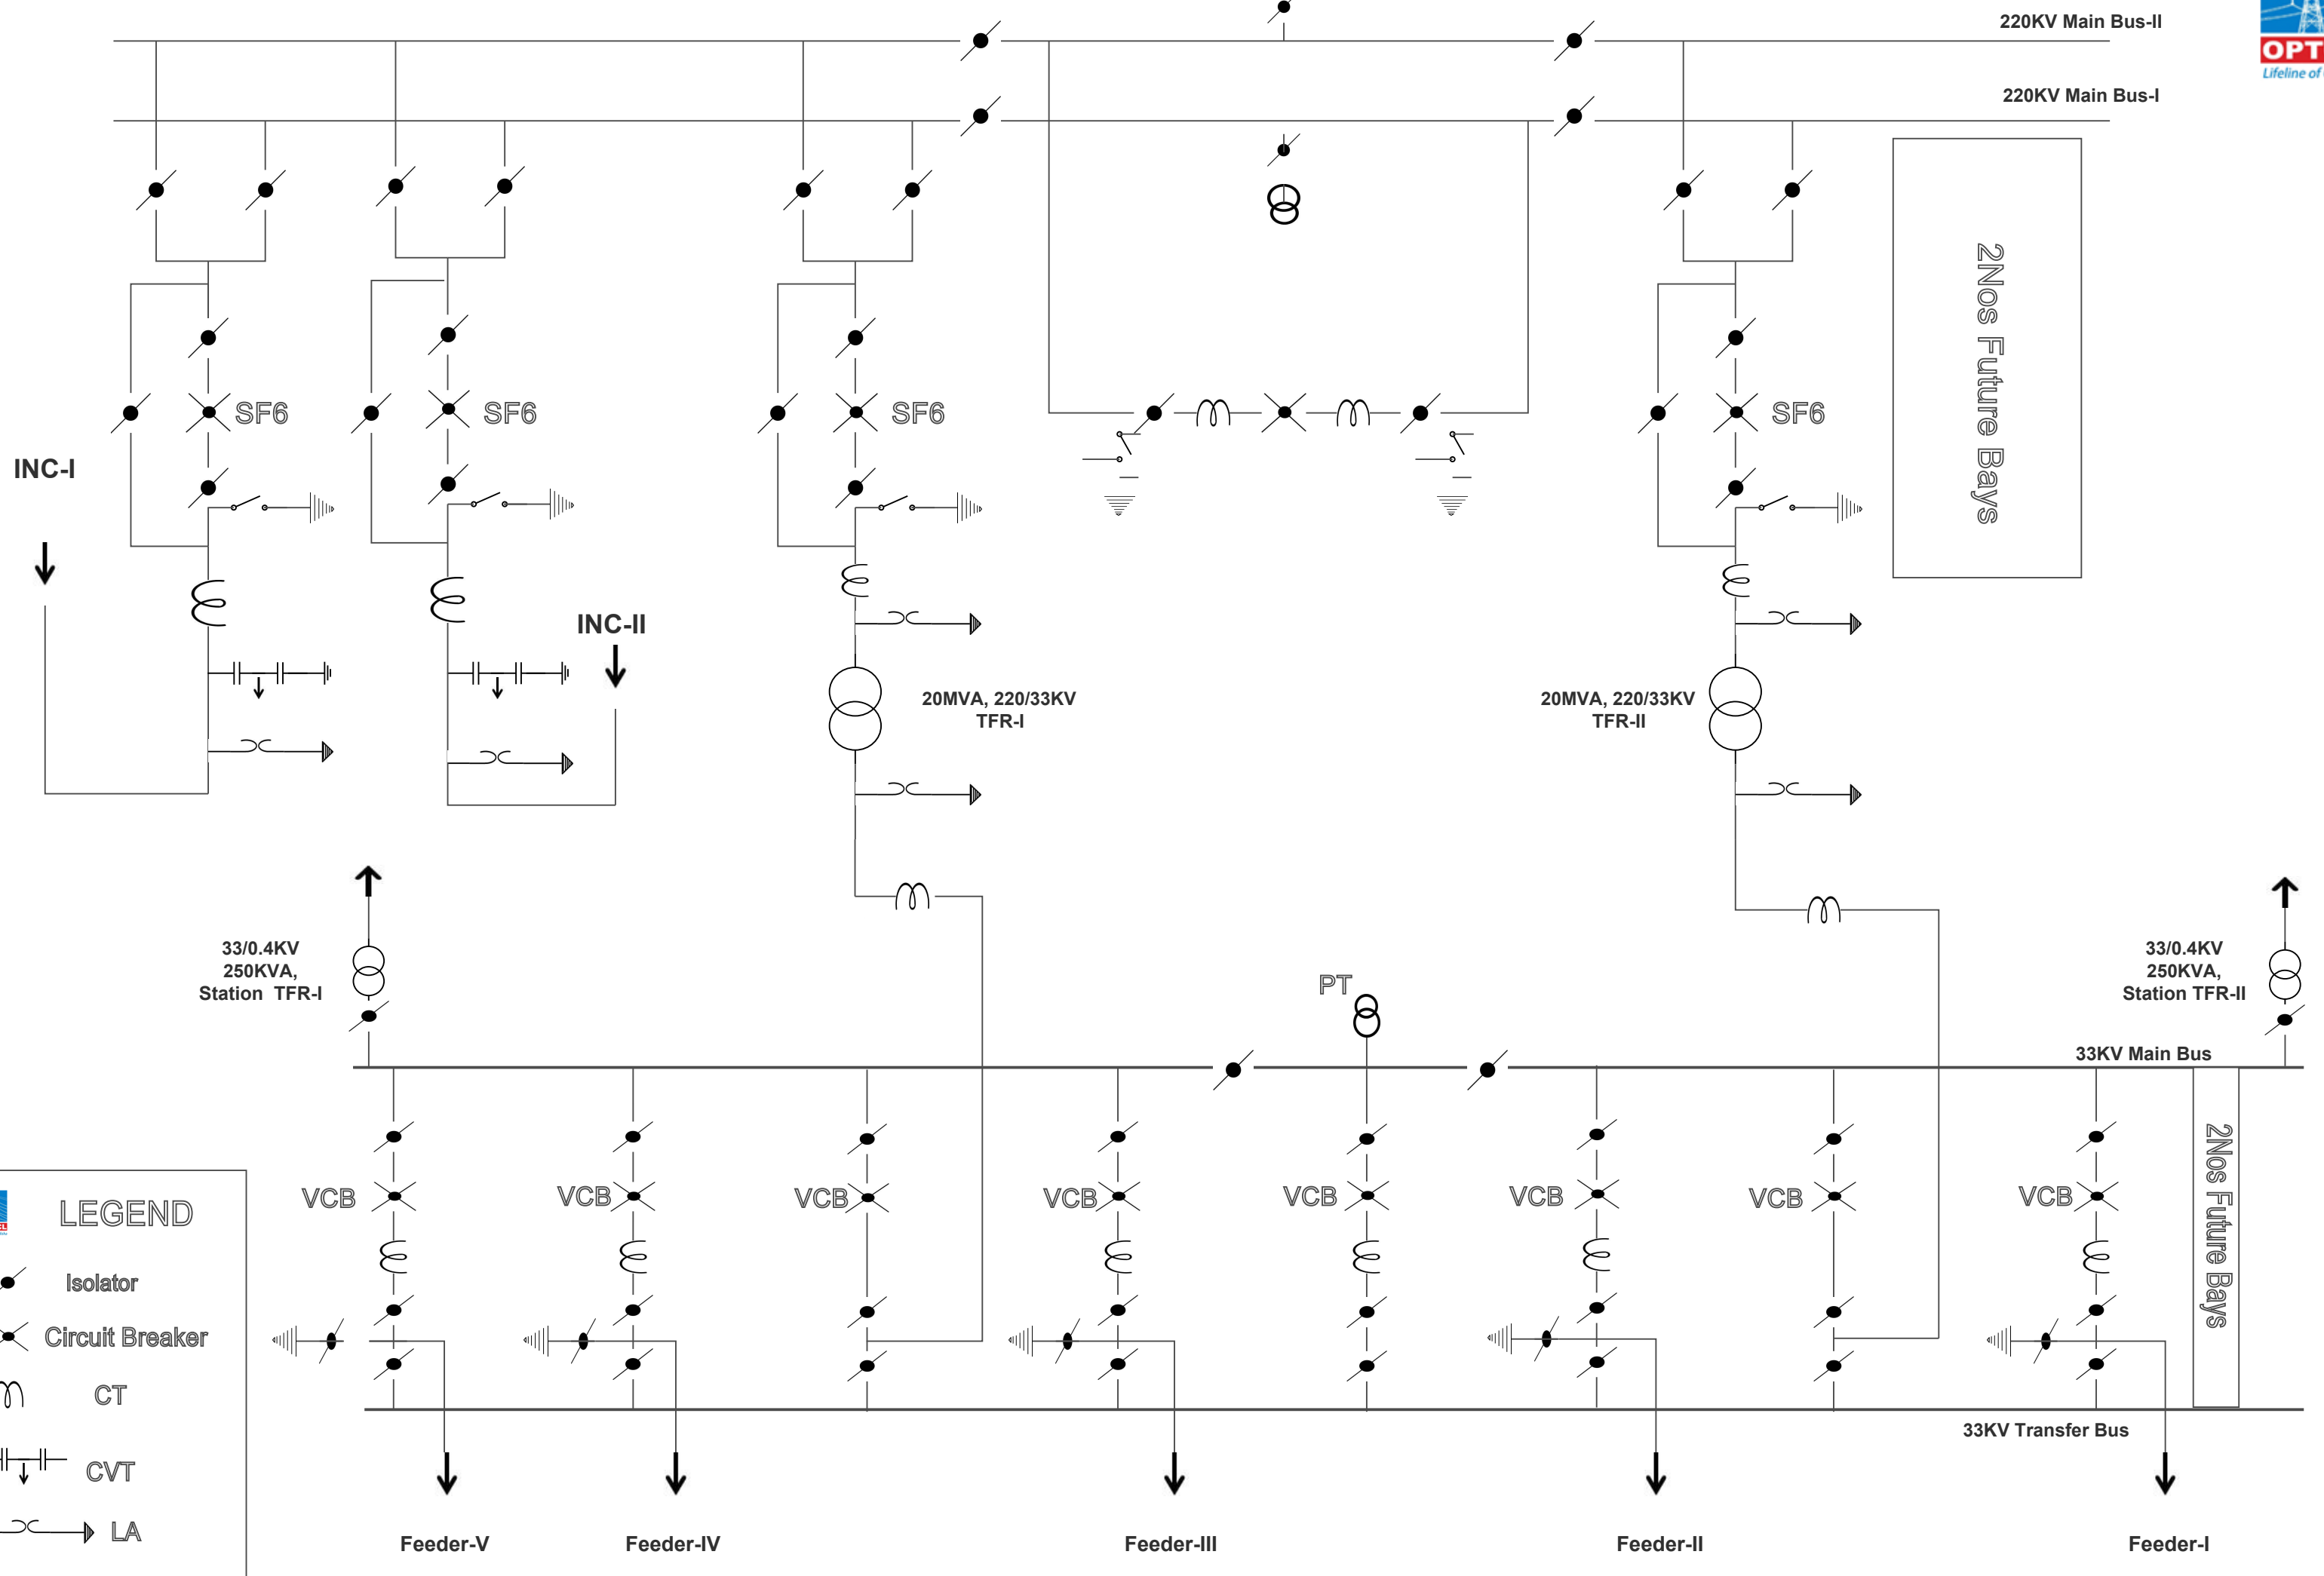 220KV Main Bus-II
OPT
Lifeline of
220KV Main Bus-I
2Nos Future Bays
SF6
SF6
SF6
SF6
INC-I
INC-II
20MVA, 220/33KV
TFR-I
20MVA, 220/33KV
TFR-II
33/0.4KV
250KVA,
Station TFR-I
PT
33/0.4KV
250KVA,
Station TFR-II
33KV Main Bus
VCB
VCB
VCB
VCB
VCB
VCB
VCB
VCB
2Nos Future Bays
LEGEND
Isolator
Circuit Breaker
CT
CVT
LA
33KV Transfer Bus
Feeder-V
Feeder-IV
Feeder-III
Feeder-II
Feeder-I